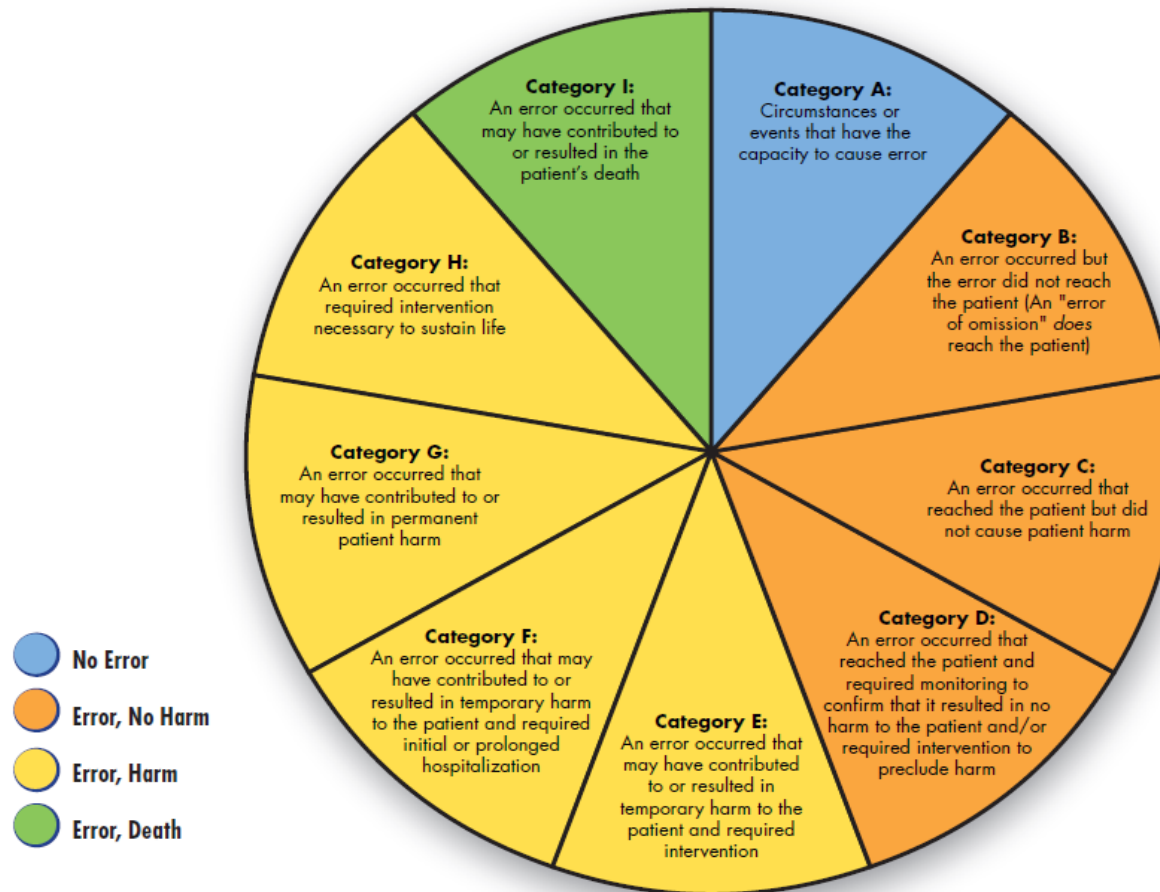 Category I:
An error occurred that
may have contributed to
or resulted in the
patient's death
Category A:
Circumstances or
events that have the
capacity to cause error
Category B:
An error occurred but
the error did not reach
the patient (An "error
of omission" does
reach the patient)
Category C:
An error occurred that
reached the patient but did
not cause patient harm
Category D:
An error occurred that
reached the patient and
required monitoring to
confirm that it resulted in no
harm to the patient and/or
required intervention to
preclude harm
Category E:
An error occurred that
may have contributed
to or resulted in
temporary harm to the
patient and required
intervention
Category F:
An error occurred that may
have contributed to or
resulted in temporary harm
to the patient and required
initial or prolonged
hospitalization
Category G:
An error occurred that
may have contributed to or
resulted in permanent
patient harm
Category H:
An error occurred that
required intervention
necessary to sustain life
No Error
Error, No Harm
Error, Harm
Error, Death